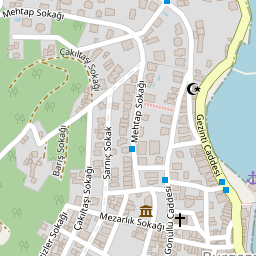 Mehtap Sokağı
Çakıltaşı Sokağı
Mehtap Sokağı
Gezinti Caddesi
Barış Sokağı
Sarnıç Sokak
Çakıltaşı Sokağı
Gönüllü Caddesi
Mezarlık Sokağı